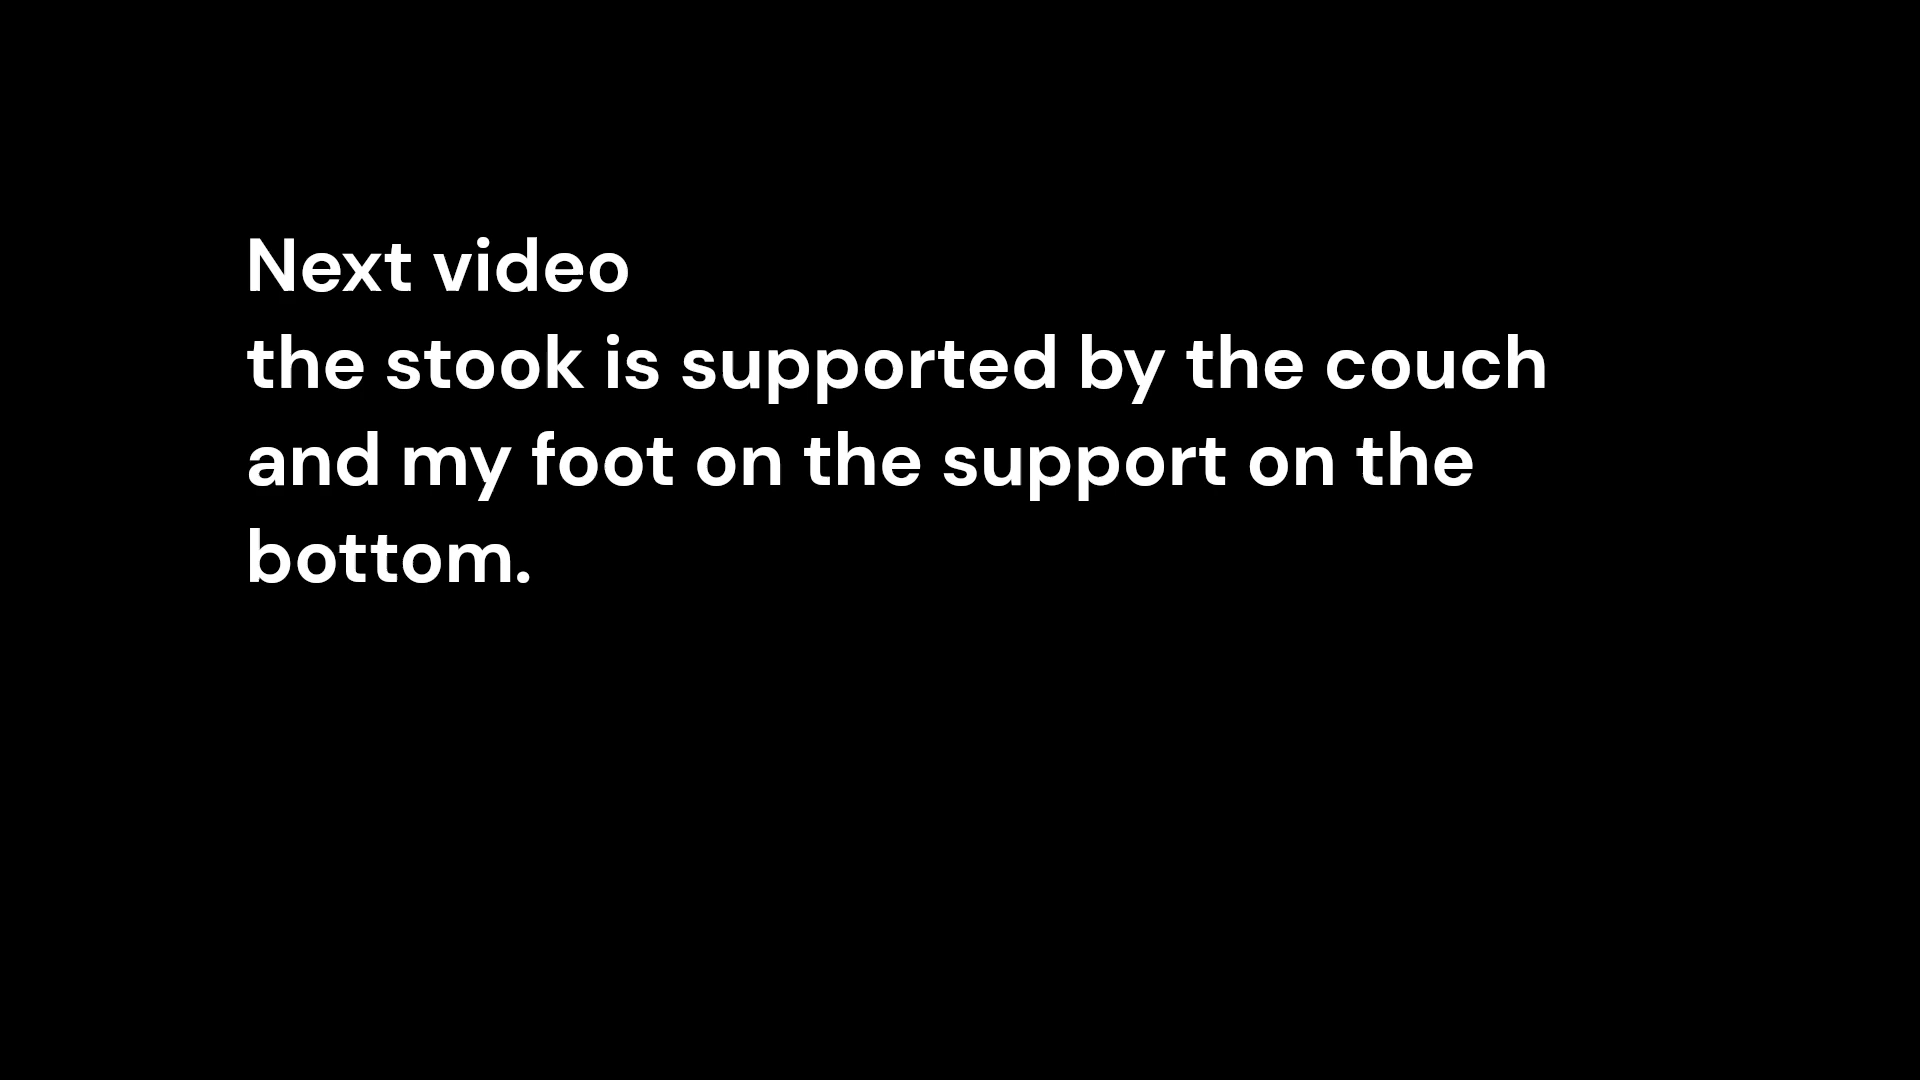 Next video
the stook is supported by the couch
and my foot on the support on the
bottom.